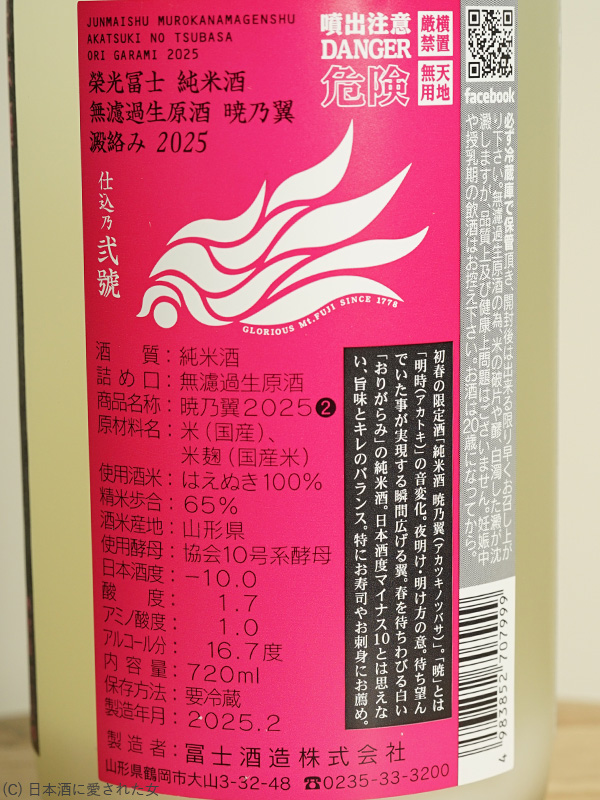 JUNMAISHU MUROKANAMAGENSHU
AKATSUKI NO TSUBASA
ORI GARAMI 2025
榮光冨士 純米酒
無濾過生原酒 暁乃翼
澱絡み 2025
仕込乃 弐號
噴出注意
DANGER
危険
横置厳禁
天地無用
facebook
GLORIOUS Mt.FUJI SINCE 1778
酒質：純米酒
詰め口：無濾過生原酒
商品名称：暁乃翼2025❷
原材料名：米（国産）、
米麹（国産米）
使用酒米：はえぬき100%
精米歩合：65%
酒米産地：山形県
使用酵母：協会10号系酵母
日本酒度：−10.0
酸度：1.7
アミノ酸度：1.0
アルコール分：16.7度
内容量：720ml
保存方法：要冷蔵
製造年月：2025.2
製造者：冨士酒造株式会社
山形県鶴岡市大山3-32-48 ☎0235-33-3200
初春の限定酒「純米酒 暁乃翼（アカツキノツバサ）」。「暁」とは
「明時（アカトキ）」の音変化。夜明け・明け方の意。待ち望ん
でいた事が実現する瞬間広げる翼。春を待ちわびる白い
「おりがらみ」の純米酒。日本酒度マイナス10とは思えな
い、旨味とキレのバランス。特にお寿司やお刺身にお薦め。
必ず冷蔵庫で保管頂き、開封後は出来る限り早くお召し上が
り下さい。無濾過生原酒の為、米の破片や醪、白濁した澱が沈
澱しますが、品質上及び健康上問題はございません。妊娠中
や授乳期の飲酒はお控え下さい。お酒は20歳になってから。
4 983852 707999
(C) 日本酒に愛された女